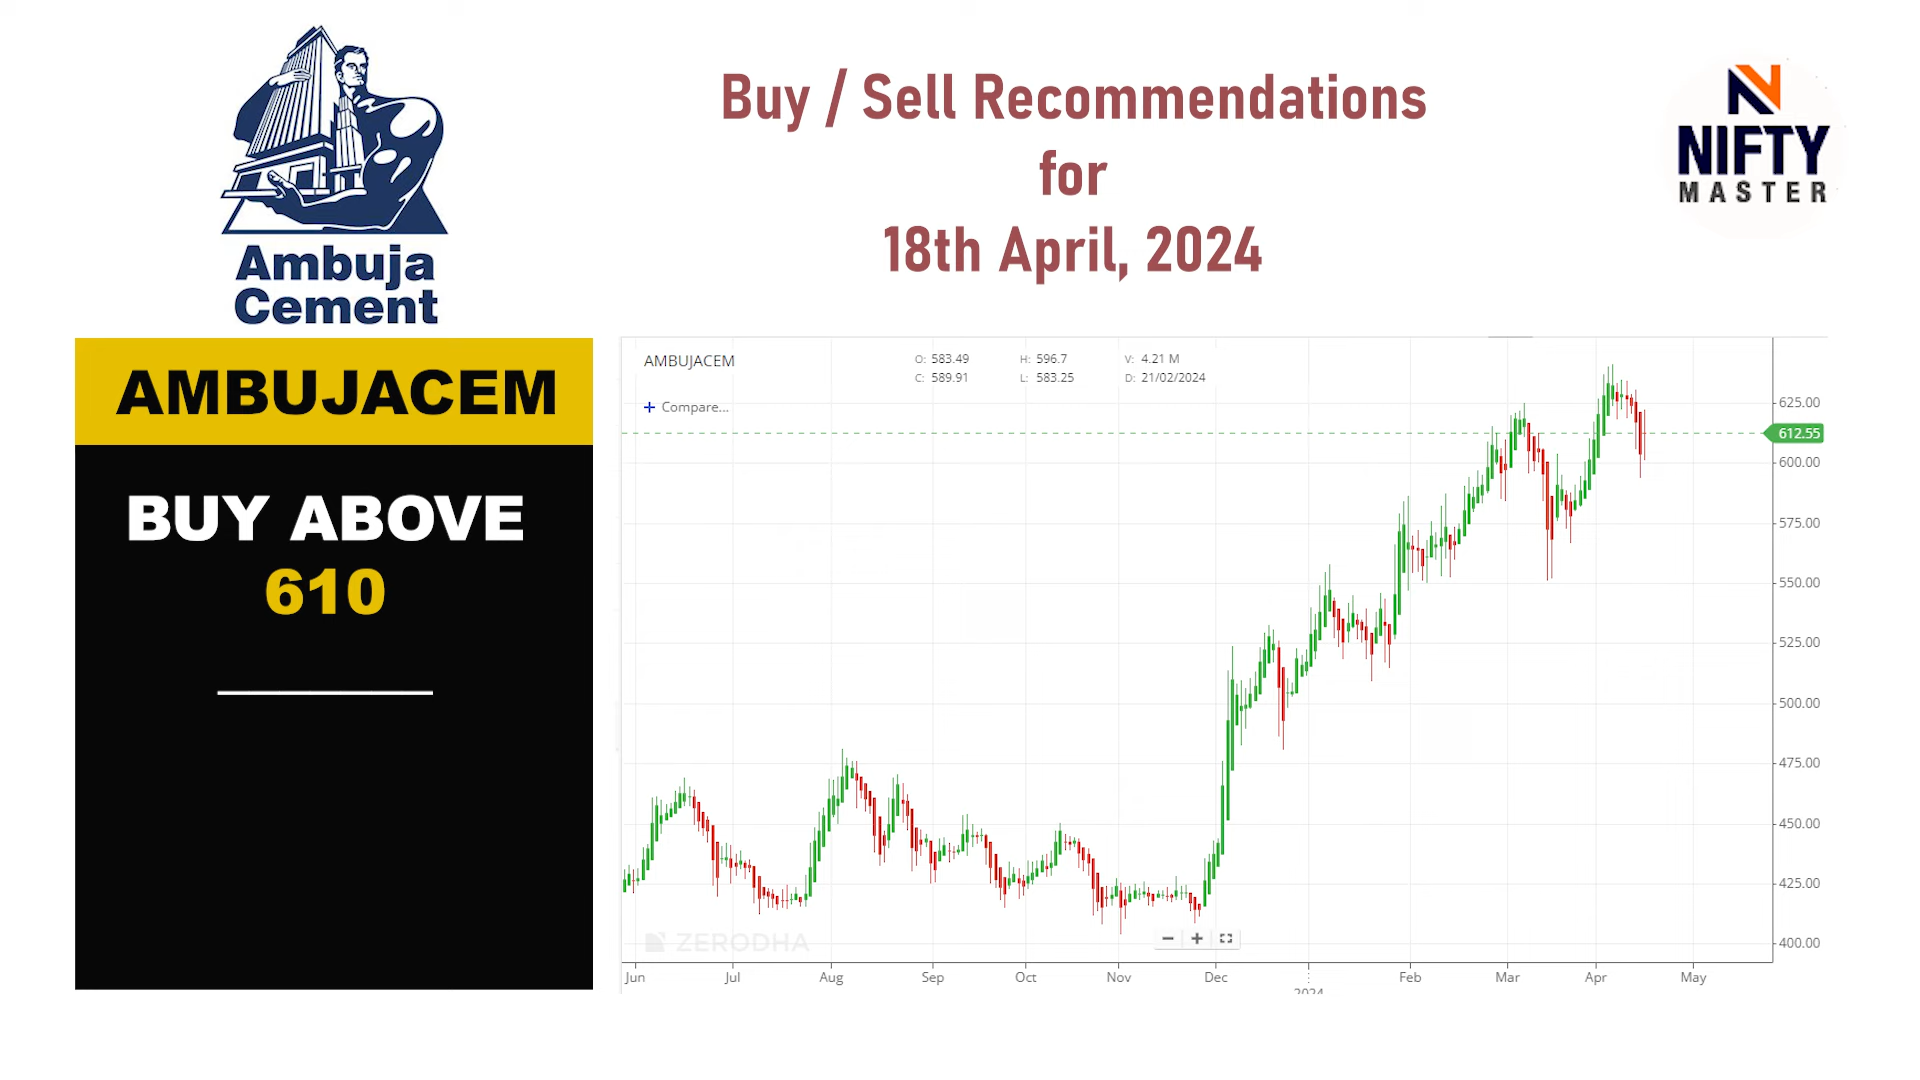 Ambuja
Cement
Buy / Sell Recommendations
for
18th April, 2024
NIFTY
MASTER
AMBUJACEM
BUY ABOVE
610
AMBUJACEM
O: 583.49 H: 596.7 V: 4.21 M
C: 589.91 L: 583.25 D: 21/02/2024
+ Compare...
625.00
612.55
600.00
575.00
550.00
525.00
500.00
475.00
450.00
425.00
400.00
ZERODHA
Jun Jul Aug Sep Oct Nov Dec 2024 Feb Mar Apr May